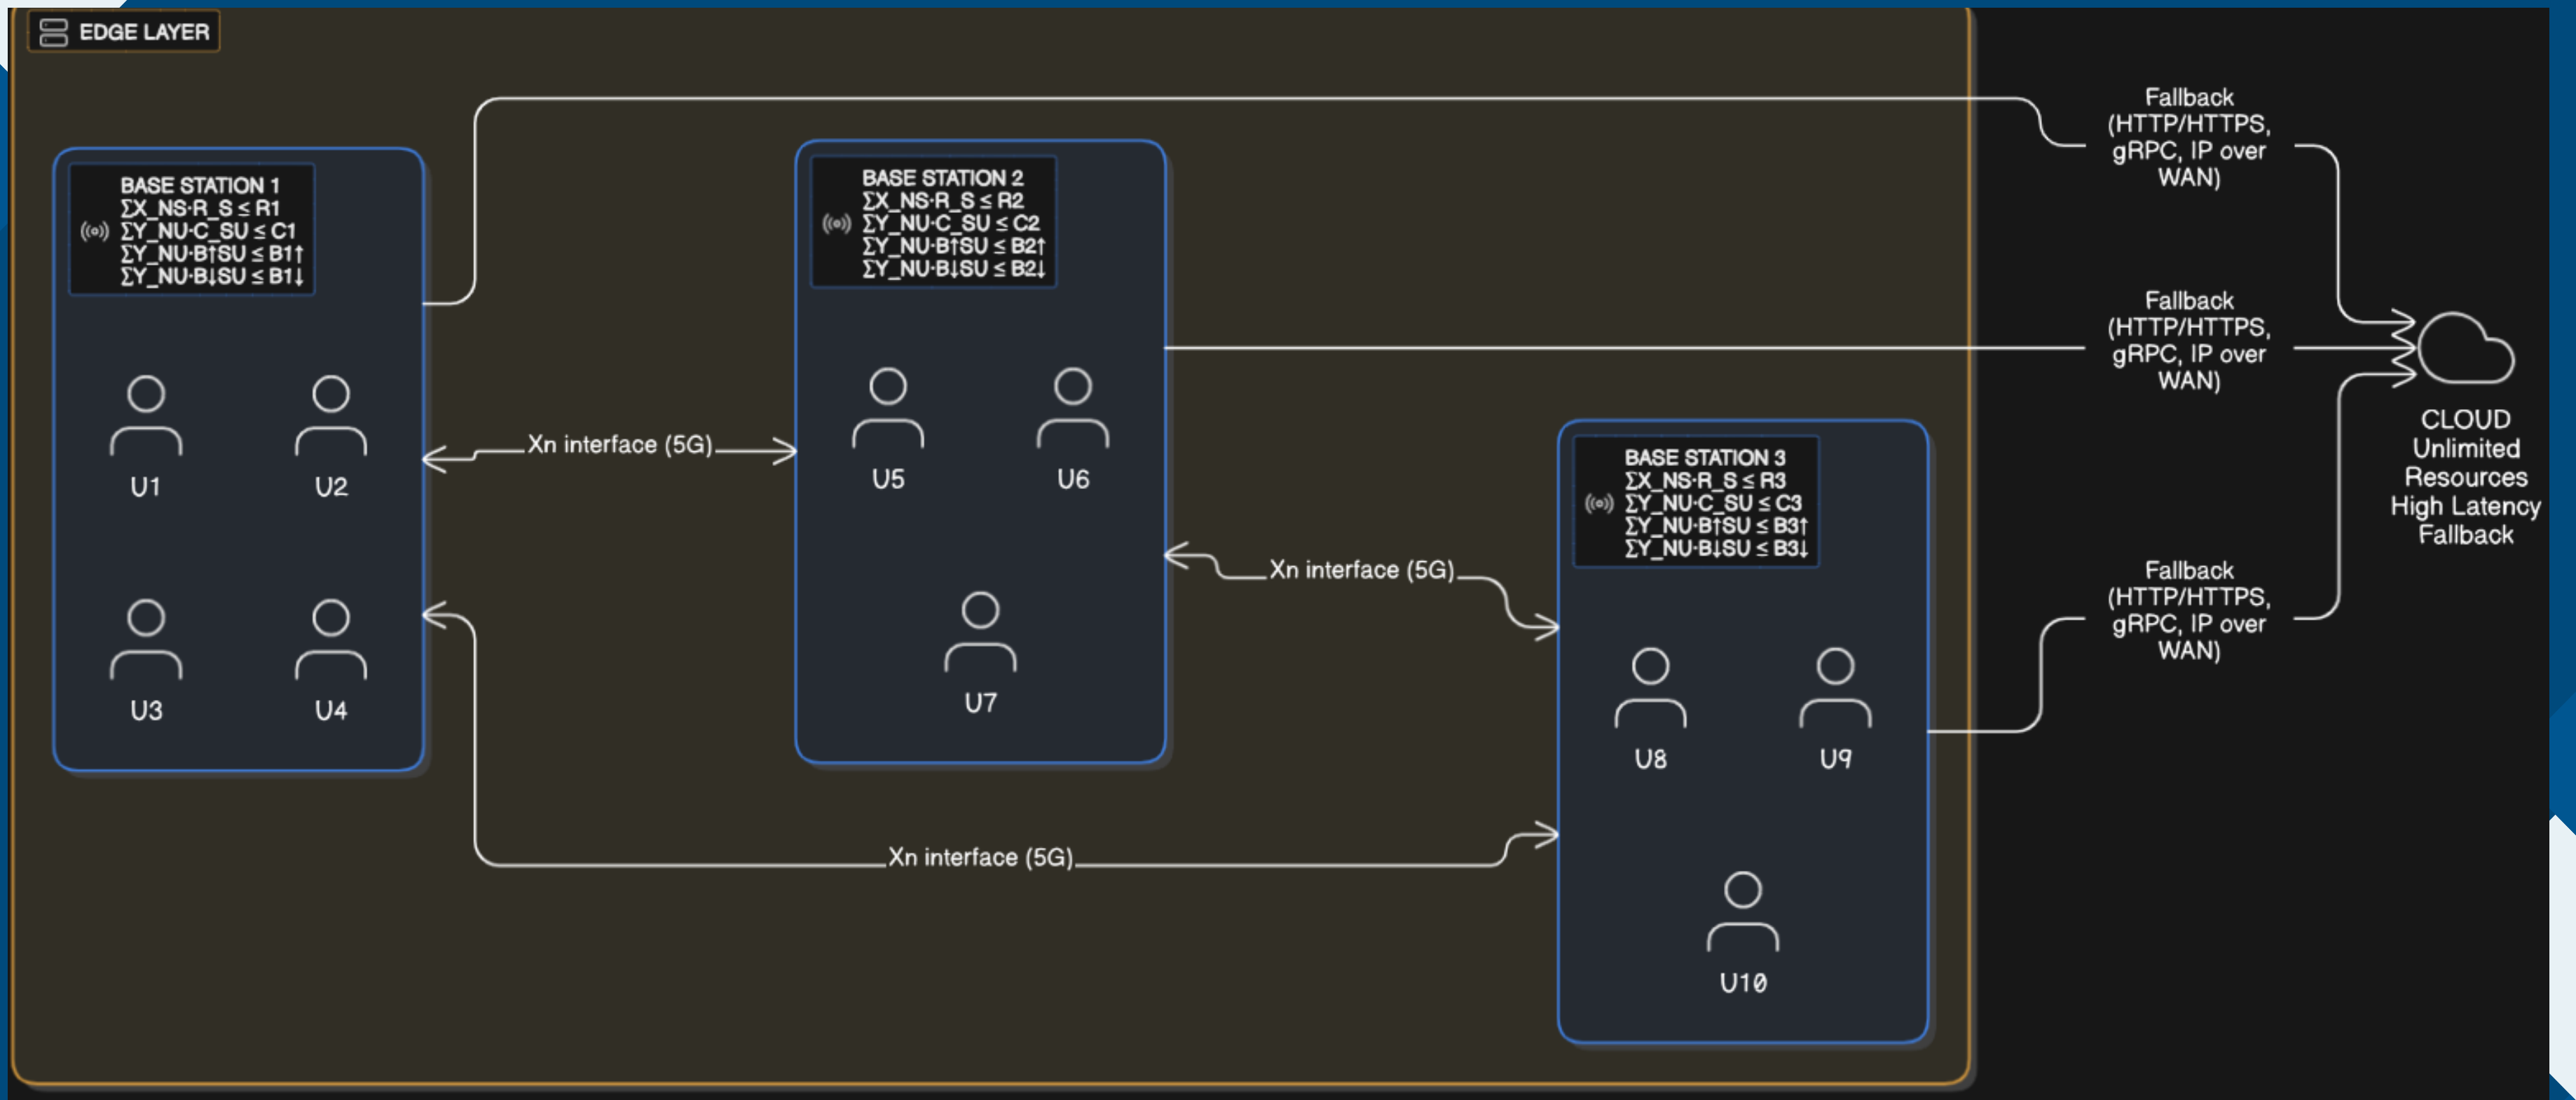 EDGE LAYER
BASE STATION 1
∑X_NS·R_S ≤ R1
∑Y_NU·C_SU ≤ C1
∑Y_NU·B↑SU ≤ B1↑
∑Y_NU·B↓SU ≤ B1↓
U1
U2
U3
U4
Xn interface (5G)
BASE STATION 2
∑X_NS·R_S ≤ R2
∑Y_NU·C_SU ≤ C2
∑Y_NU·B↑SU ≤ B2↑
∑Y_NU·B↓SU ≤ B2↓
U5
U6
U7
Xn interface (5G)
Xn interface (5G)
BASE STATION 3
∑X_NS·R_S ≤ R3
∑Y_NU·C_SU ≤ C3
∑Y_NU·B↑SU ≤ B3↑
∑Y_NU·B↓SU ≤ B3↓
U8
U9
U10
Fallback
(HTTP/HTTPS,
gRPC, IP over
WAN)
Fallback
(HTTP/HTTPS,
gRPC, IP over
WAN)
Fallback
(HTTP/HTTPS,
gRPC, IP over
WAN)
CLOUD
Unlimited
Resources
High Latency
Fallback